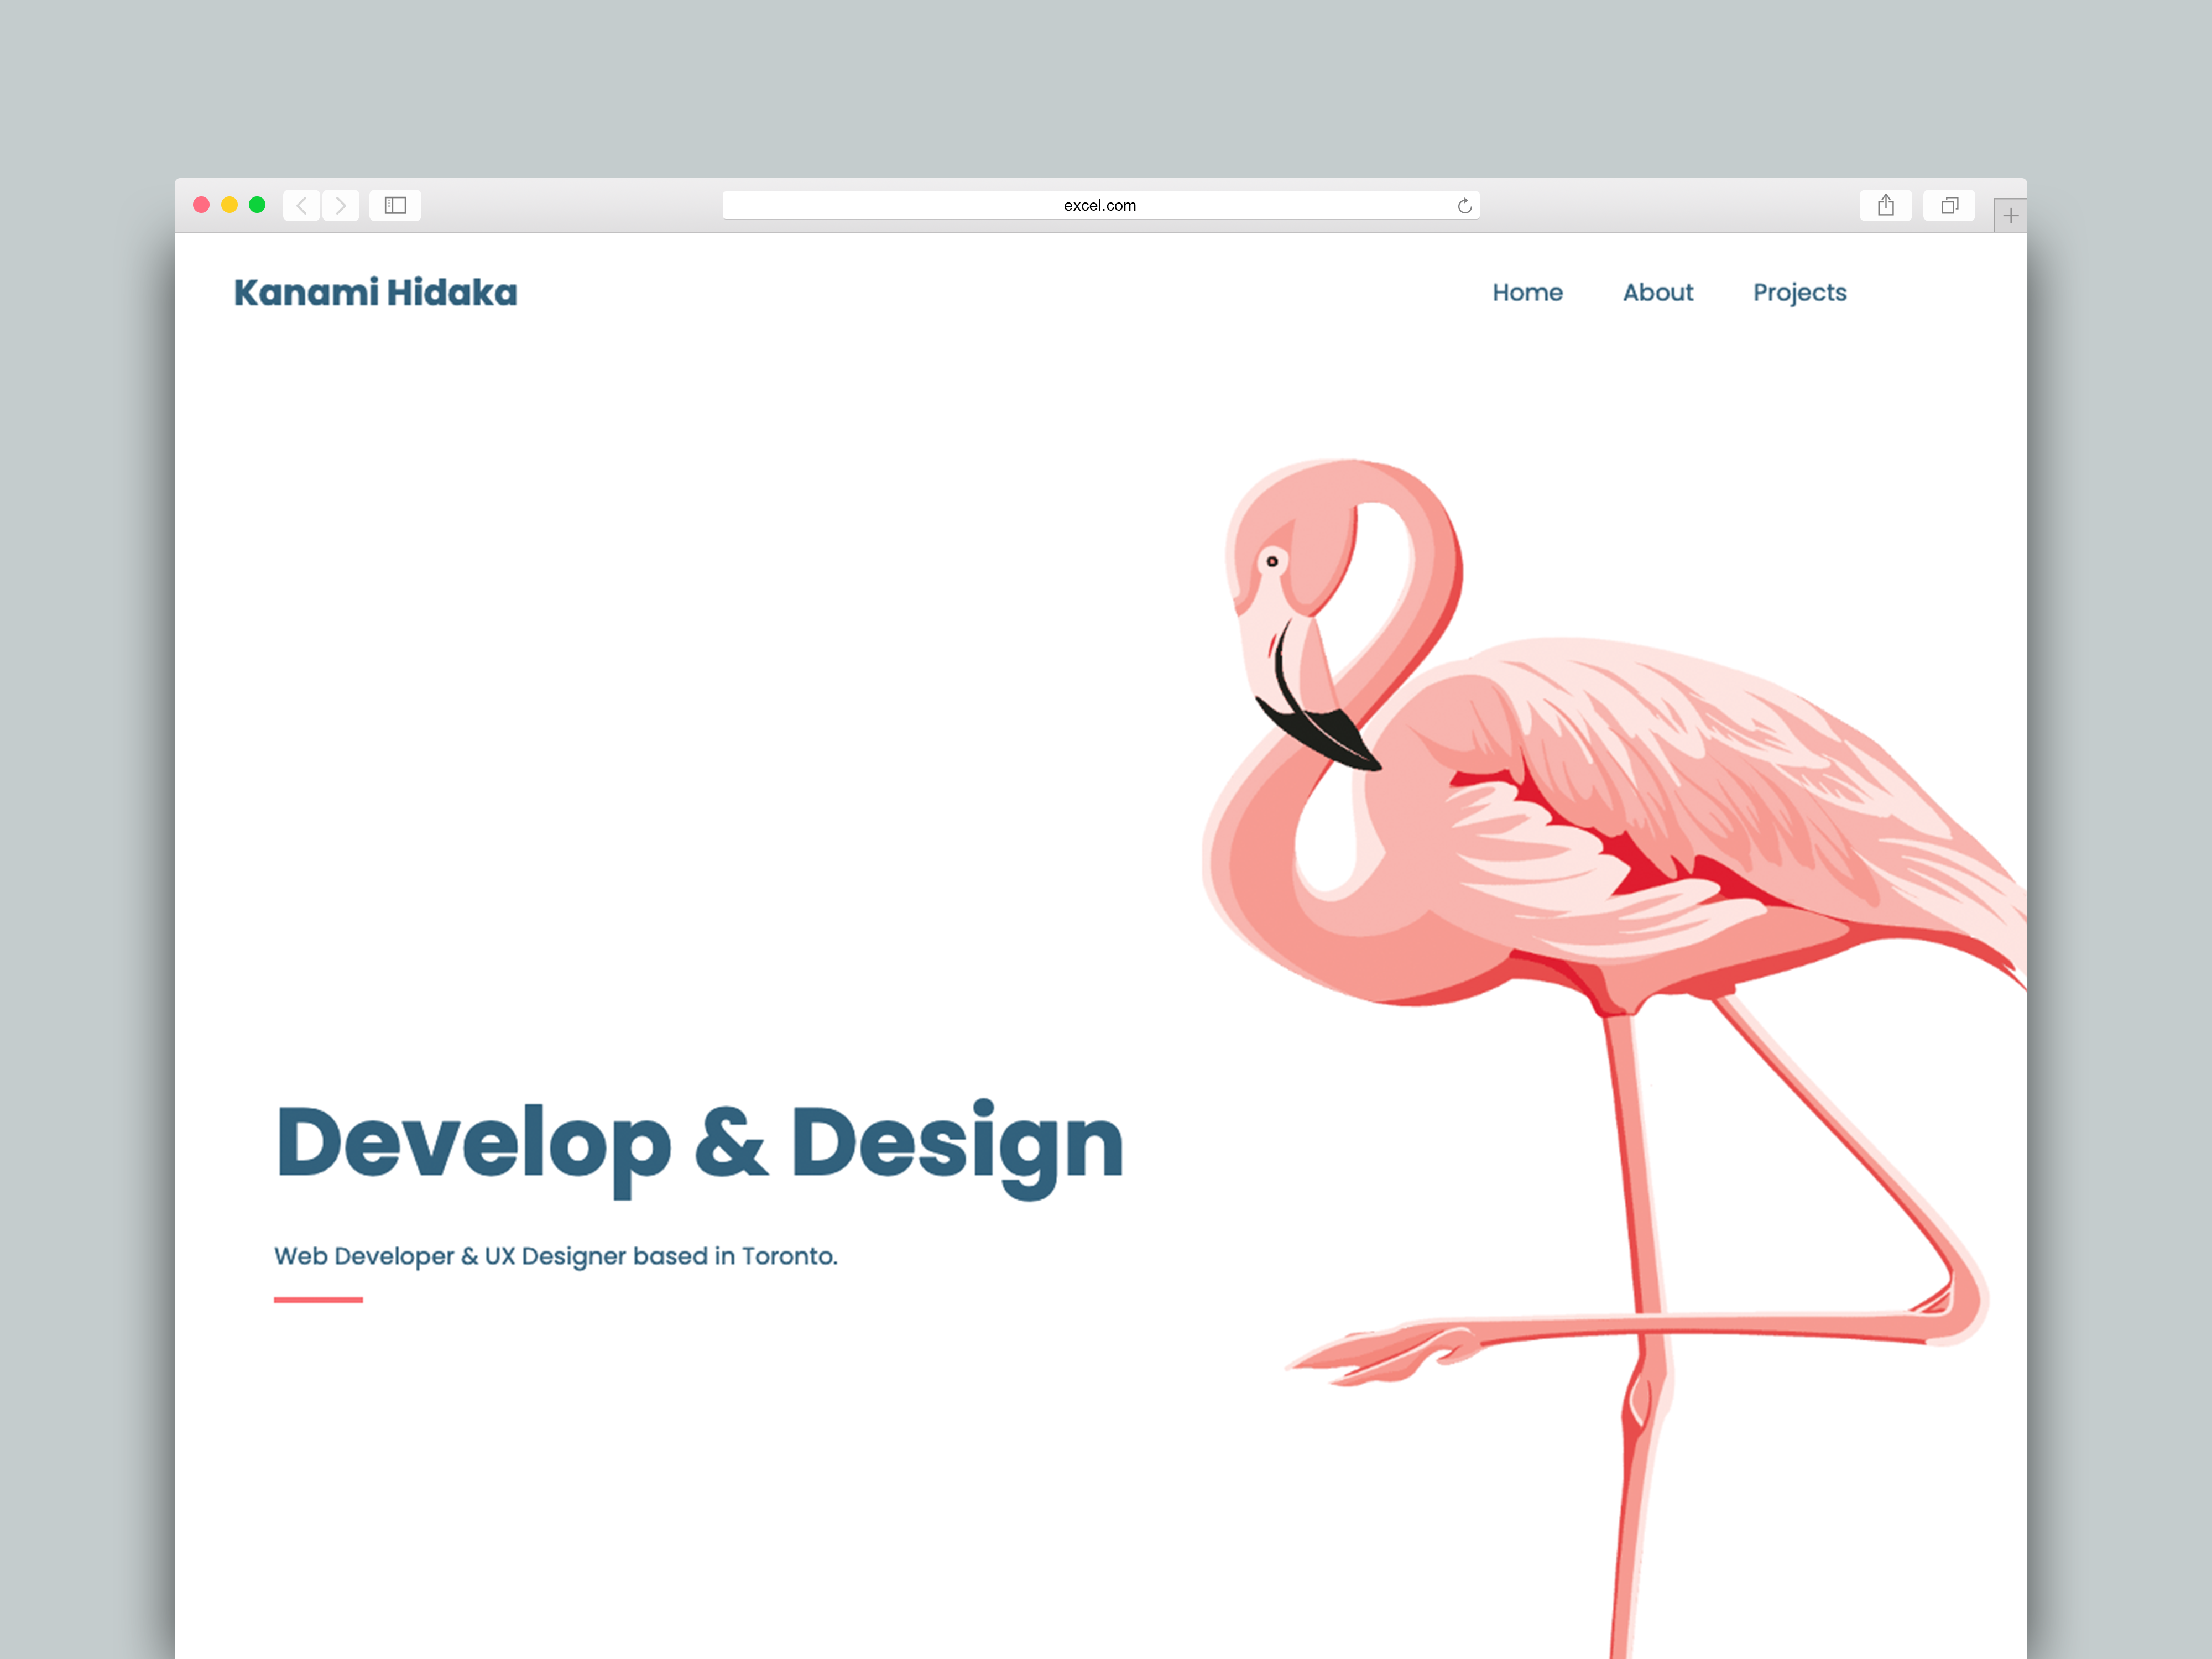 excel.com
Kanami Hidaka
Home About Projects
Develop & Design
Web Developer & UX Designer based in Toronto.